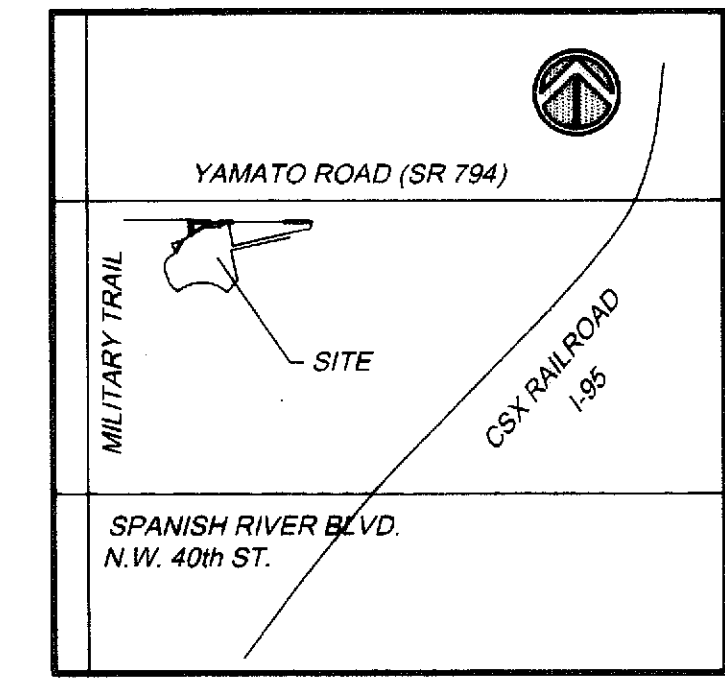 YAMATO ROAD (SR 794)
MILITARY TRAIL
SITE
CSX RAILROAD
I-95
SPANISH RIVER BLVD.
N.W. 40th ST.